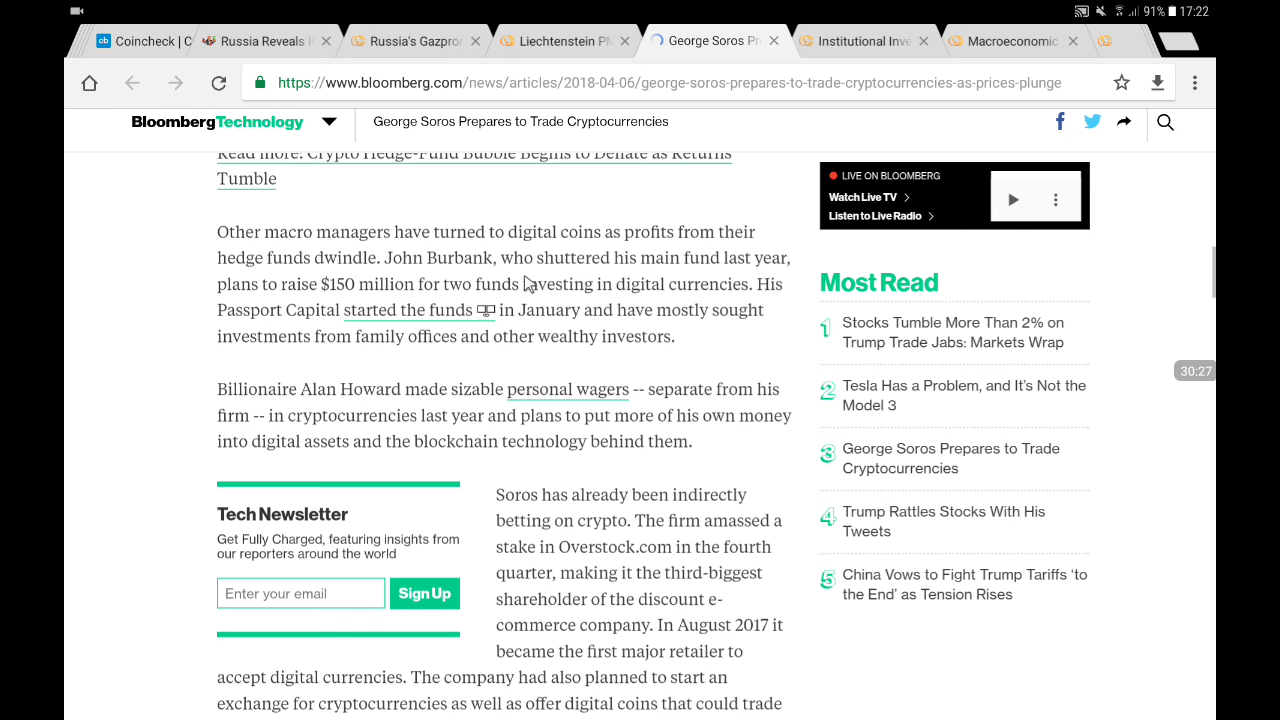 91% 17:22
Coincheck | C
Russia Reveals I
Russia's Gazpro
Liechtenstein P
George Soros Pr
Institutional Inve
Macroeconomic
https://www.bloomberg.com/news/articles/2018-04-06/george-soros-prepares-to-trade-cryptocurrencies-as-prices-plunge
BloombergTechnology
George Soros Prepares to Trade Cryptocurrencies
Read more: Crypto Hedge-Fund Bubble Begins to Deflate as Returns
Tumble
Other macro managers have turned to digital coins as profits from their
hedge funds dwindle. John Burbank, who shuttered his main fund last year,
plans to raise $150 million for two funds investing in digital currencies. His
Passport Capital started the funds in January and have mostly sought
investments from family offices and other wealthy investors.
Billionaire Alan Howard made sizable personal wagers -- separate from his
firm -- in cryptocurrencies last year and plans to put more of his own money
into digital assets and the blockchain technology behind them.
Tech Newsletter
Get Fully Charged, featuring insights from
our reporters around the world
Enter your email
Sign Up
Soros has already been indirectly
betting on crypto. The firm amassed a
stake in Overstock.com in the fourth
quarter, making it the third-biggest
shareholder of the discount e-
commerce company. In August 2017 it
became the first major retailer to
accept digital currencies. The company had also planned to start an
exchange for cryptocurrencies as well as offer digital coins that could trade
LIVE ON BLOOMBERG
Watch Live TV
Listen to Live Radio
Most Read
1 Stocks Tumble More Than 2% on
Trump Trade Jabs: Markets Wrap
2 Tesla Has a Problem, and It's Not the
Model 3
3 George Soros Prepares to Trade
Cryptocurrencies
4 Trump Rattles Stocks With His
Tweets
5 China Vows to Fight Trump Tariffs 'to
the End' as Tension Rises
30:27